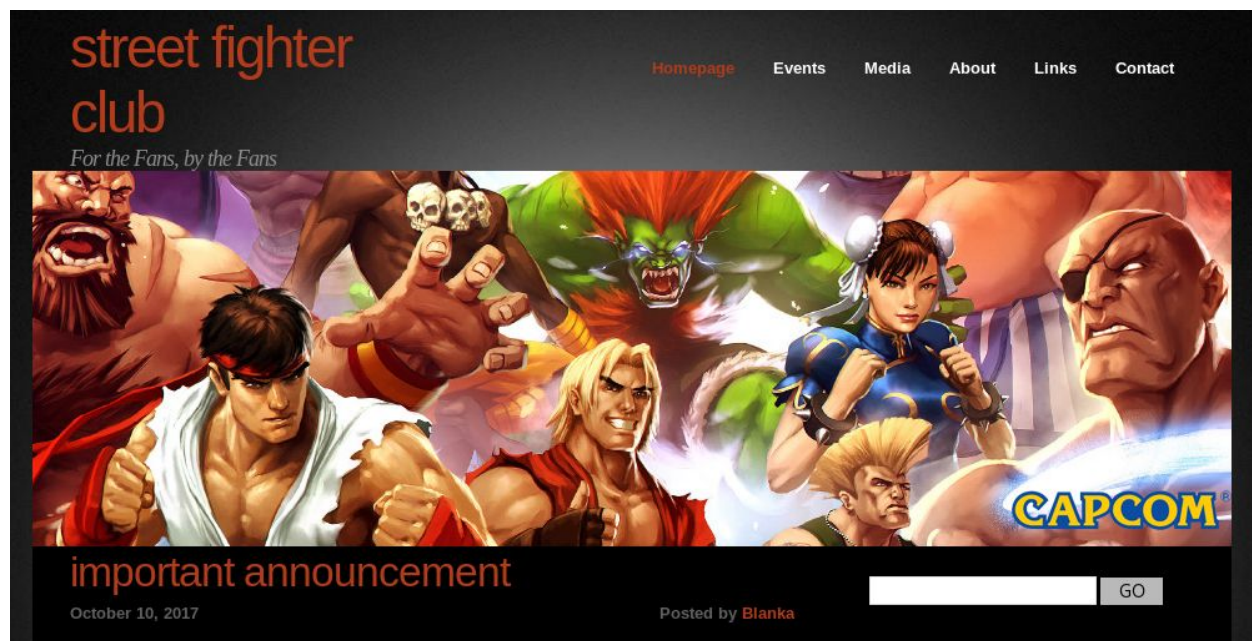 street fighter
club
For the Fans, by the Fans
Homepage Events Media About Links Contact
CAPCOM®
important announcement
GO
October 10, 2017 Posted by Blanka